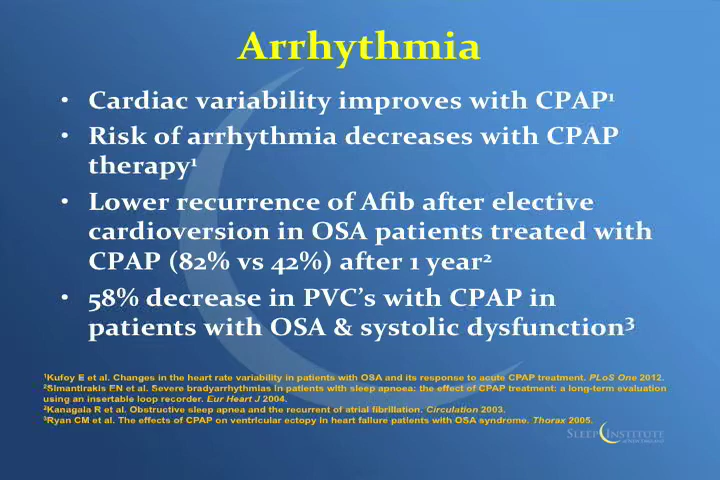 Arrhythmia
• Cardiac variability improves with CPAP¹
• Risk of arrhythmia decreases with CPAP
therapy¹
• Lower recurrence of Afib after elective
cardioversion in OSA patients treated with
CPAP (82% vs 42%) after 1 year²
• 58% decrease in PVC's with CPAP in
patients with OSA & systolic dysfunction³
¹Kufoy E et al. Changes in the heart rate variability in patients with OSA and its response to acute CPAP treatment. PLoS One 2012.
²Simantirakis EN et al. Severe bradyarrhythmias in patients with sleep apnoea: the effect of CPAP treatment: a long-term evaluation
using an insertable loop recorder. Eur Heart J 2004.
²Kanagala R et al. Obstructive sleep apnea and the recurrent of atrial fibrillation. Circulation 2003.
³Ryan CM et al. The effects of CPAP on ventricular ectopy in heart failure patients with OSA syndrome. Thorax 2005.
SLEEP INSTITUTE
of NEW ENGLAND